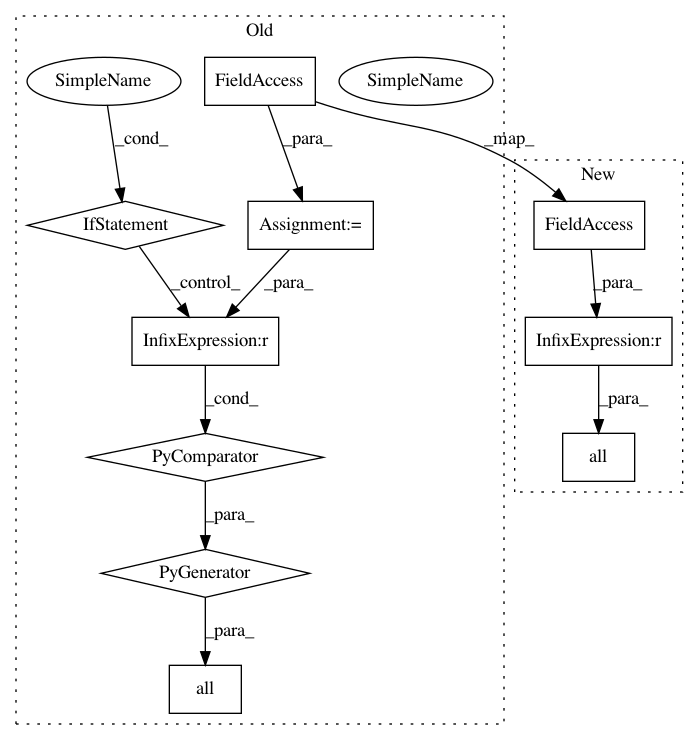 Old
SimpleName
FieldAccess
SimpleName
_cond_
_para_
_map_
New
IfStatement
Assignment:=
FieldAccess
_control_
_para_
_para_
InfixExpression:r
InfixExpression:r
_cond_
_para_
PyComparator
all
_para_
PyGenerator
_para_
all